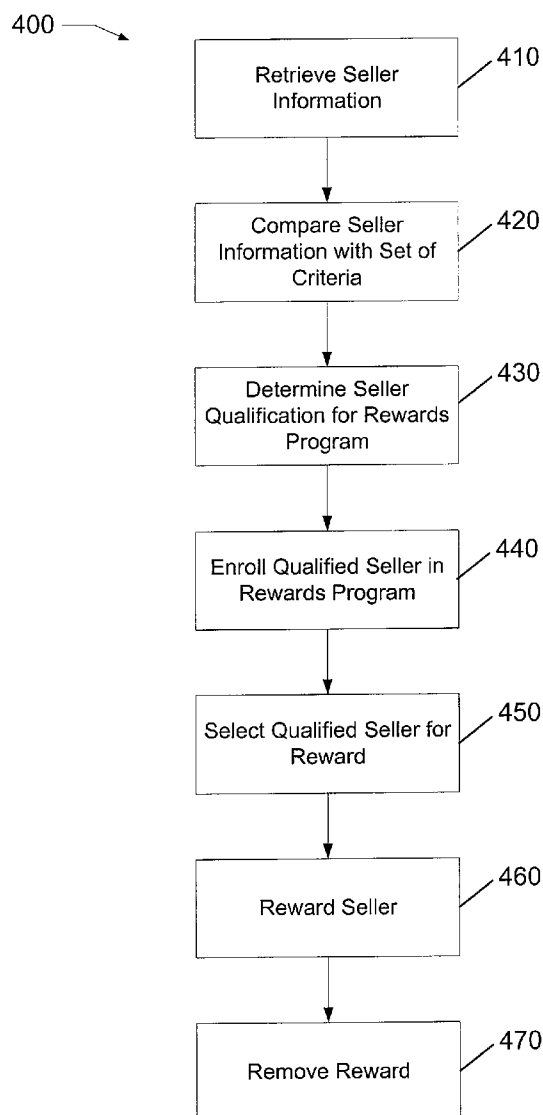 400
410
Retrieve Seller
Information
420
Compare Seller
Information with Set of
Criteria
430
Determine Seller
Qualification for Rewards
Program
440
Enroll Qualified Seller in
Rewards Program
450
Select Qualified Seller for
Reward
460
Reward Seller
470
Remove Reward